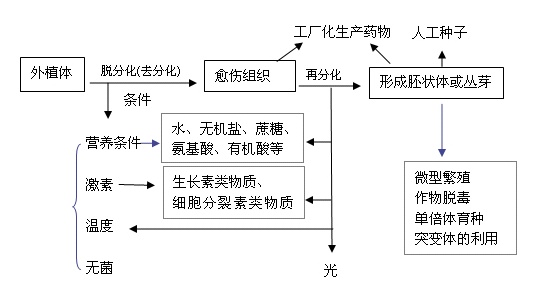 工厂化生产药物
人工种子
外植体
脱分化(去分化)
愈伤组织
再分化
形成胚状体或丛芽
条件
营养条件
水、无机盐、蔗糖、
氨基酸、有机酸等
激素
生长素类物质、
细胞分裂素类物质
温度
无菌
光
微型繁殖
作物脱毒
单倍体育种
突变体的利用